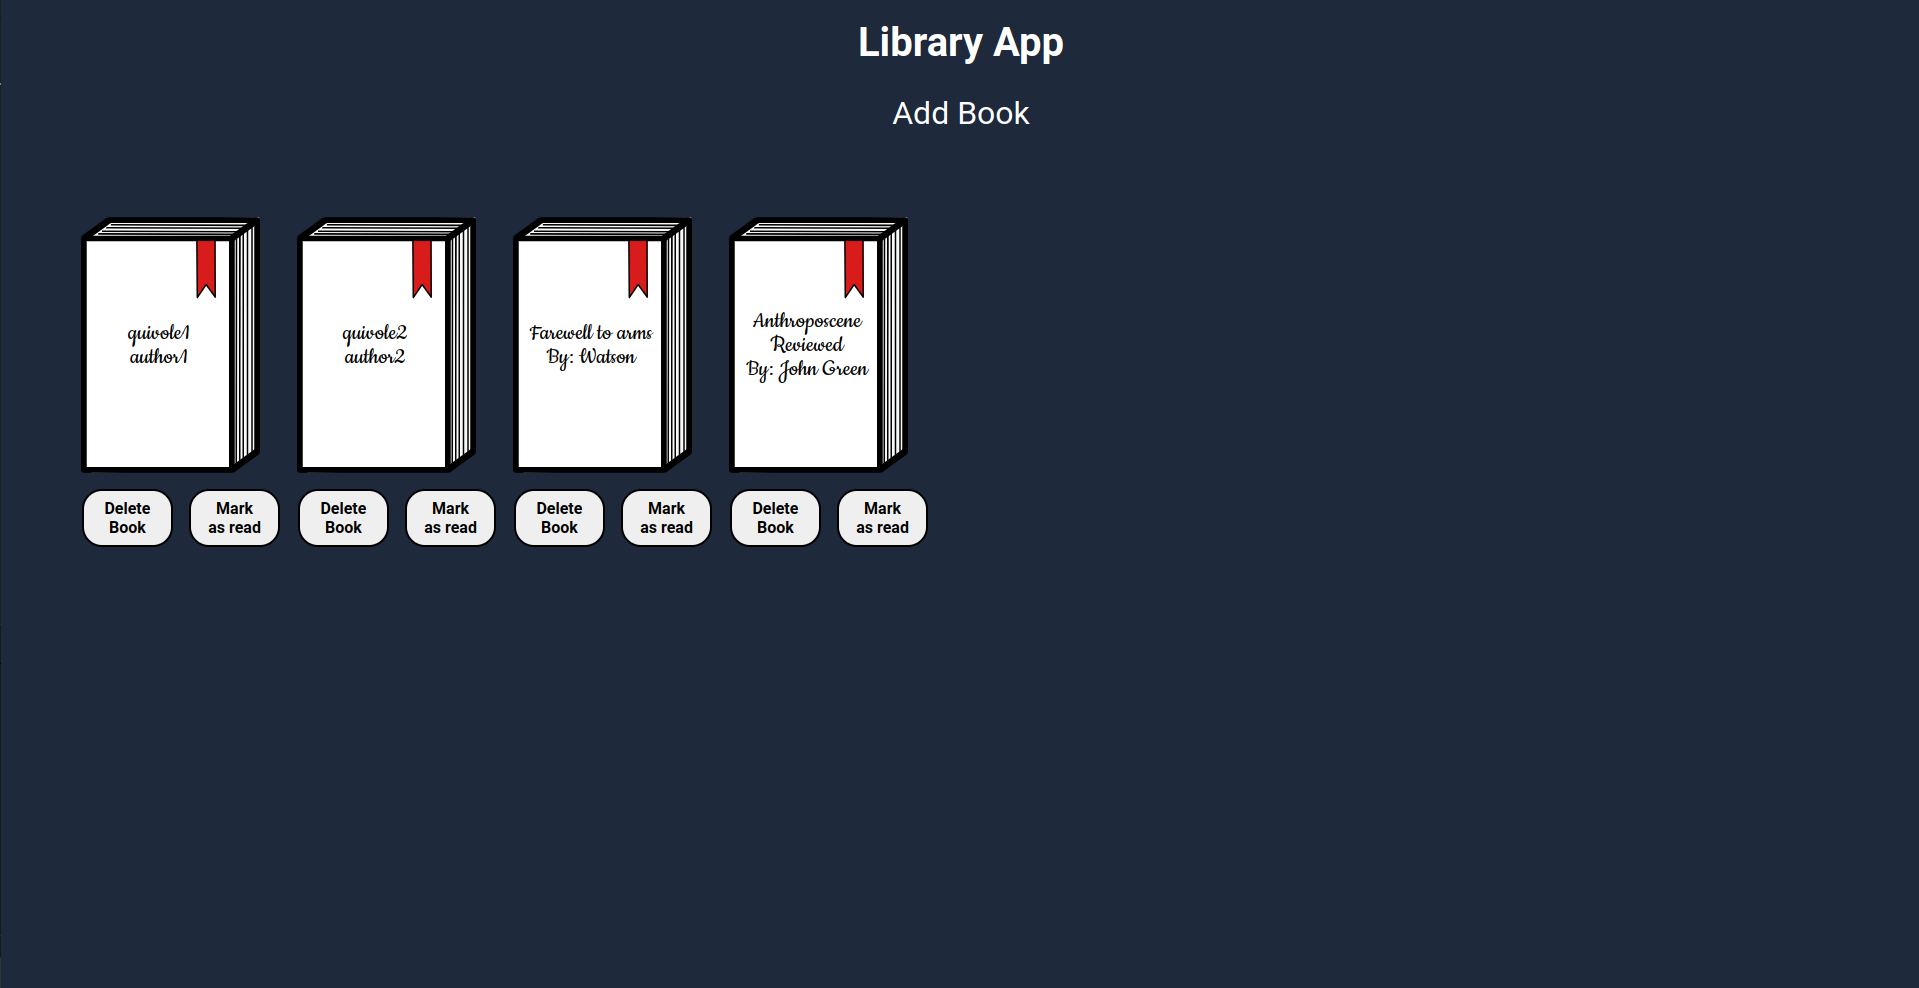 Library App
Add Book
quivole1
author1
quivole2
author2
Farewell to arms
By: Watson
Anthroposcene
Reviewed
By: John Green
Delete
Book
Mark
as read
Delete
Book
Mark
as read
Delete
Book
Mark
as read
Delete
Book
Mark
as read